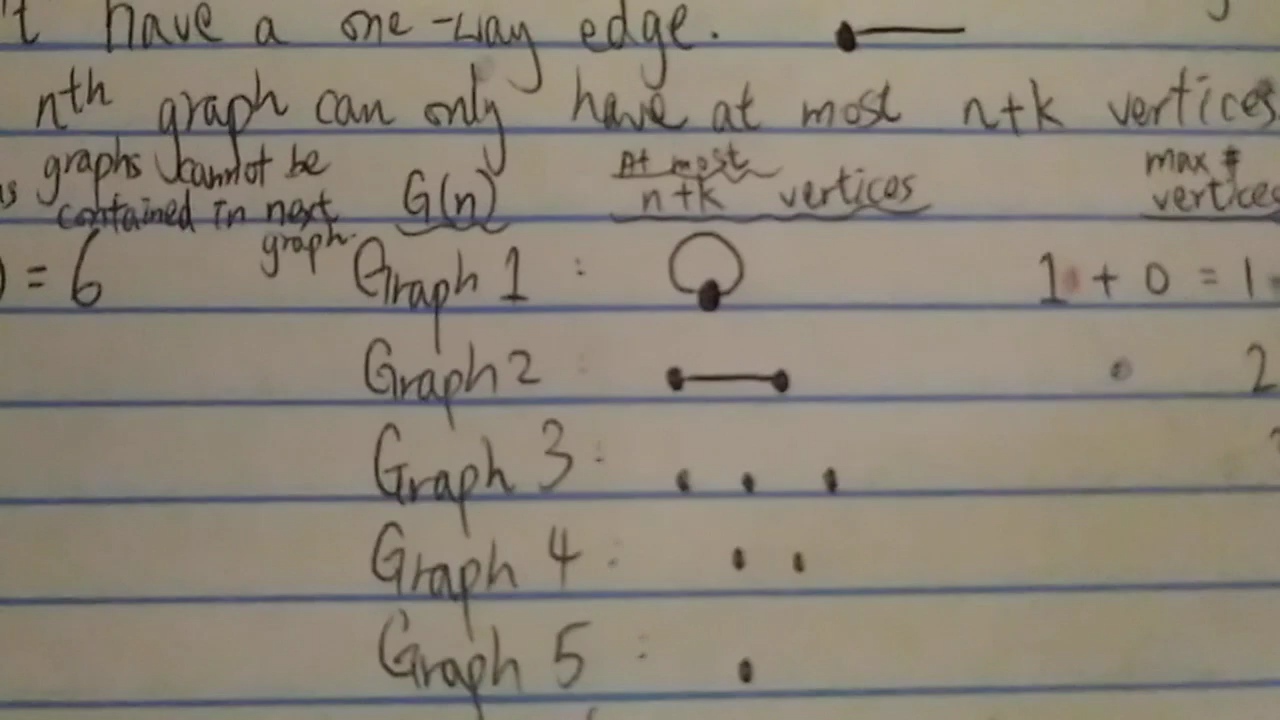 't have a one-way edge.
nth graph can only have at most n+k vertices
graphs cannot be
contained in next
graph.
G(n)
At most
n+k vertices
max #
vertices
) = 6
Graph 1 :
1 + 0 = 1
Graph 2
2
Graph 3 :
Graph 4 :
Graph 5 :